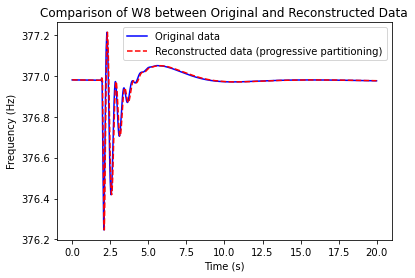 Comparison of W8 between Original and Reconstructed Data
Original data
Reconstructed data (progressive partitioning)
Frequency (Hz)
377.2
377.0
376.8
376.6
376.4
376.2
0.0 2.5 5.0 7.5 10.0 12.5 15.0 17.5 20.0
Time (s)